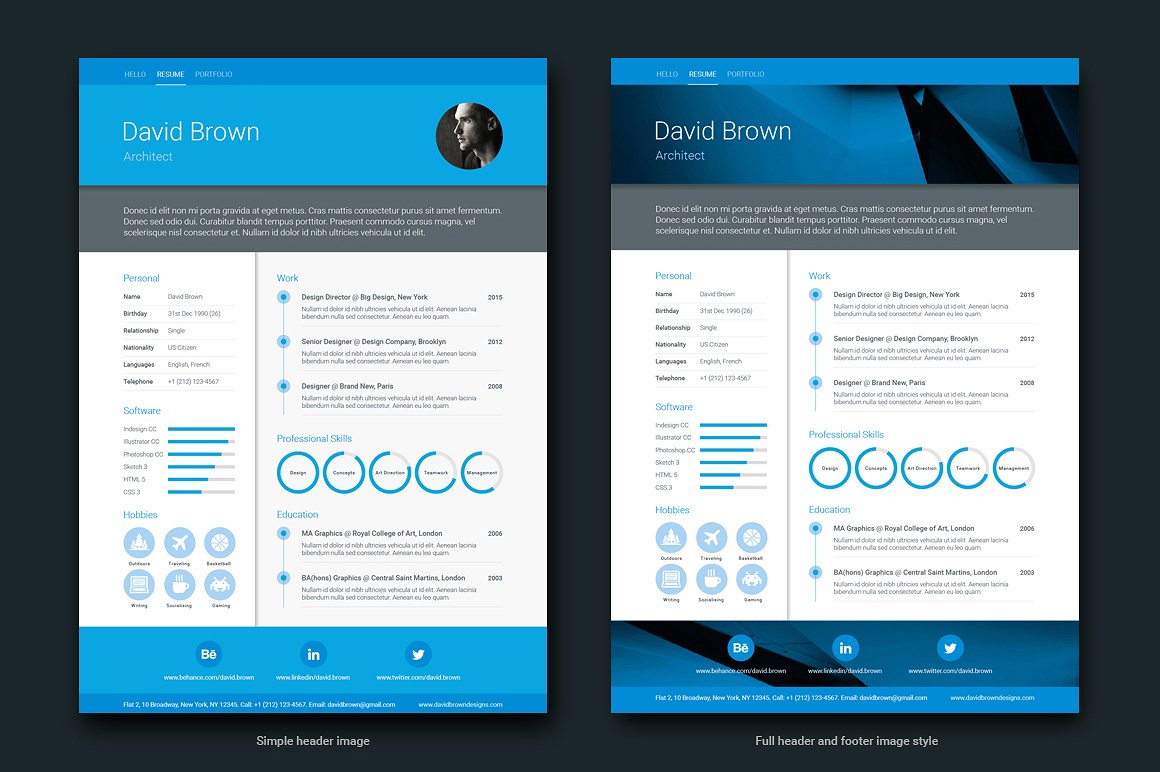 HELLO RESUME PORTFOLIO
David Brown
Architect
Donec id elit non mi porta gravida at eget metus. Cras mattis consectetur purus sit amet fermentum.
Donec sed odio dui. Curabitur blandit tempus porttitor. Praesent commodo cursus magna, vel
scelerisque nisl consectetur et. Nullam id dolor id nibh ultricies vehicula ut id elit.
Personal
Name David Brown
Birthday 31st Dec 1990 (26)
Relationship Single
Nationality US Citizen
Languages English, French
Telephone +1 (212) 123-4567
Software
Indesign CC
Illustrator CC
Photoshop CC
Sketch 3
HTML 5
CSS 3
Hobbies
Outdoors Traveling Basketball
Writing Socialising Gaming
Work
Design Director @ Big Design, New York 2015
Nullam id dolor id nibh ultricies vehicula ut id elit. Aenean lacinia
bibendum nulla sed consectetur. Aenean eu leo quam.
Senior Designer @ Design Company, Brooklyn 2012
Nullam id dolor id nibh ultricies vehicula ut id elit. Aenean lacinia
bibendum nulla sed consectetur. Aenean eu leo quam.
Designer @ Brand New, Paris 2008
Nullam id dolor id nibh ultricies vehicula ut id elit. Aenean lacinia
bibendum nulla sed consectetur. Aenean eu leo quam.
Professional Skills
Design Concepts Art Direction Teamwork Management
Education
MA Graphics @ Royal College of Art, London 2006
Nullam id dolor id nibh ultricies vehicula ut id elit. Aenean lacinia
bibendum nulla sed consectetur. Aenean eu leo quam.
BA(hons) Graphics @ Central Saint Martins, London 2003
Nullam id dolor id nibh ultricies vehicula ut id elit. Aenean lacinia
bibendum nulla sed consectetur. Aenean eu leo quam.
Bē in
www.behance.com/david.brown www.linkedin/david.brown www.twitter.com/david.brown
Flat 2, 10 Broadway, New York, NY 12345. Call: +1 (212) 123-4567. Email: davidbrown@gmail.com www.davidbrowndesigns.com
Simple header image
HELLO RESUME PORTFOLIO
David Brown
Architect
Donec id elit non mi porta gravida at eget metus. Cras mattis consectetur purus sit amet fermentum.
Donec sed odio dui. Curabitur blandit tempus porttitor. Praesent commodo cursus magna, vel
scelerisque nisl consectetur et. Nullam id dolor id nibh ultricies vehicula ut id elit.
Personal
Name David Brown
Birthday 31st Dec 1990 (26)
Relationship Single
Nationality US Citizen
Languages English, French
Telephone +1 (212) 123-4567
Software
Indesign CC
Illustrator CC
Photoshop CC
Sketch 3
HTML 5
CSS 3
Hobbies
Outdoors Traveling Basketball
Writing Socialising Gaming
Work
Design Director @ Big Design, New York 2015
Nullam id dolor id nibh ultricies vehicula ut id elit. Aenean lacinia
bibendum nulla sed consectetur. Aenean eu leo quam.
Senior Designer @ Design Company, Brooklyn 2012
Nullam id dolor id nibh ultricies vehicula ut id elit. Aenean lacinia
bibendum nulla sed consectetur. Aenean eu leo quam.
Designer @ Brand New, Paris 2008
Nullam id dolor id nibh ultricies vehicula ut id elit. Aenean lacinia
bibendum nulla sed consectetur. Aenean eu leo quam.
Professional Skills
Design Concepts Art Direction Teamwork Management
Education
MA Graphics @ Royal College of Art, London 2006
Nullam id dolor id nibh ultricies vehicula ut id elit. Aenean lacinia
bibendum nulla sed consectetur. Aenean eu leo quam.
BA(hons) Graphics @ Central Saint Martins, London 2003
Nullam id dolor id nibh ultricies vehicula ut id elit. Aenean lacinia
bibendum nulla sed consectetur. Aenean eu leo quam.
Bē in
www.behance.com/david.brown www.linkedin/david.brown www.twitter.com/david.brown
Flat 2, 10 Broadway, New York, NY 12345. Call: +1 (212) 123-4567. Email: davidbrown@gmail.com www.davidbrowndesigns.com
Full header and footer image style